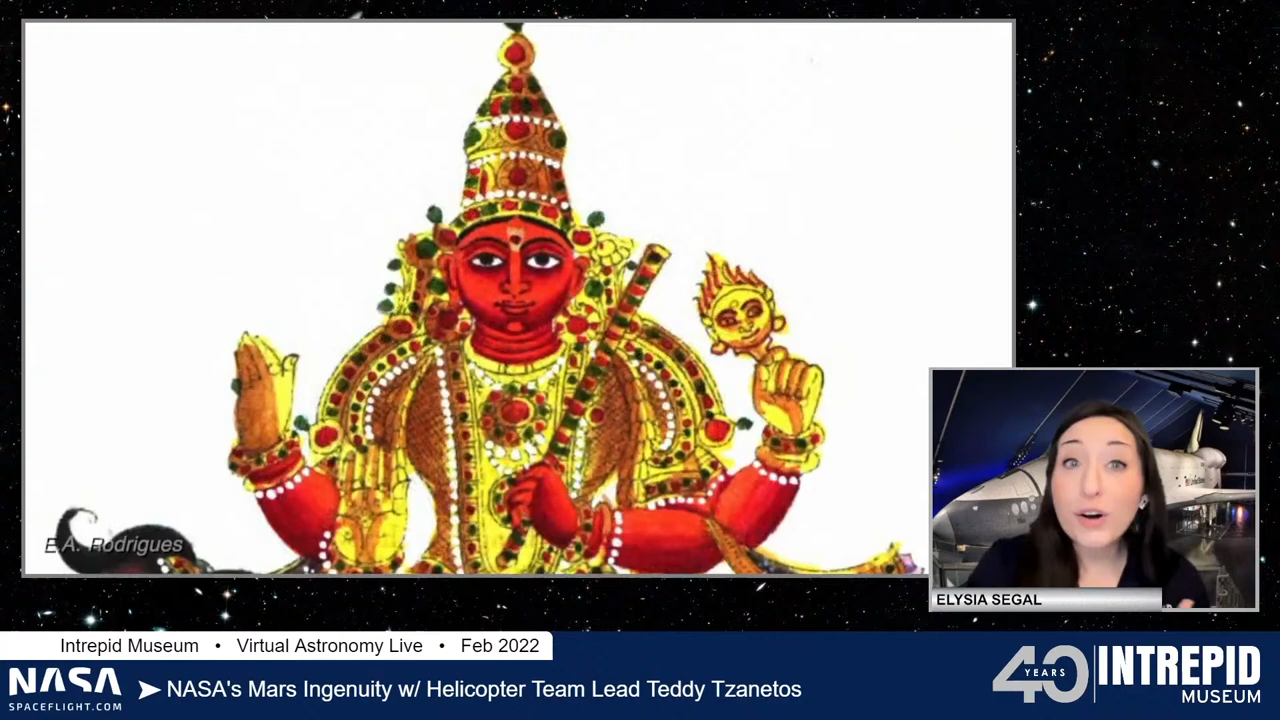 E.A. Rodrigues
ELYSIA SEGAL
Intrepid Museum • Virtual Astronomy Live • Feb 2022
NASA
SPACEFLIGHT.COM
➤ NASA's Mars Ingenuity w/ Helicopter Team Lead Teddy Tzanetos
40
YEARS
INTREPID
MUSEUM